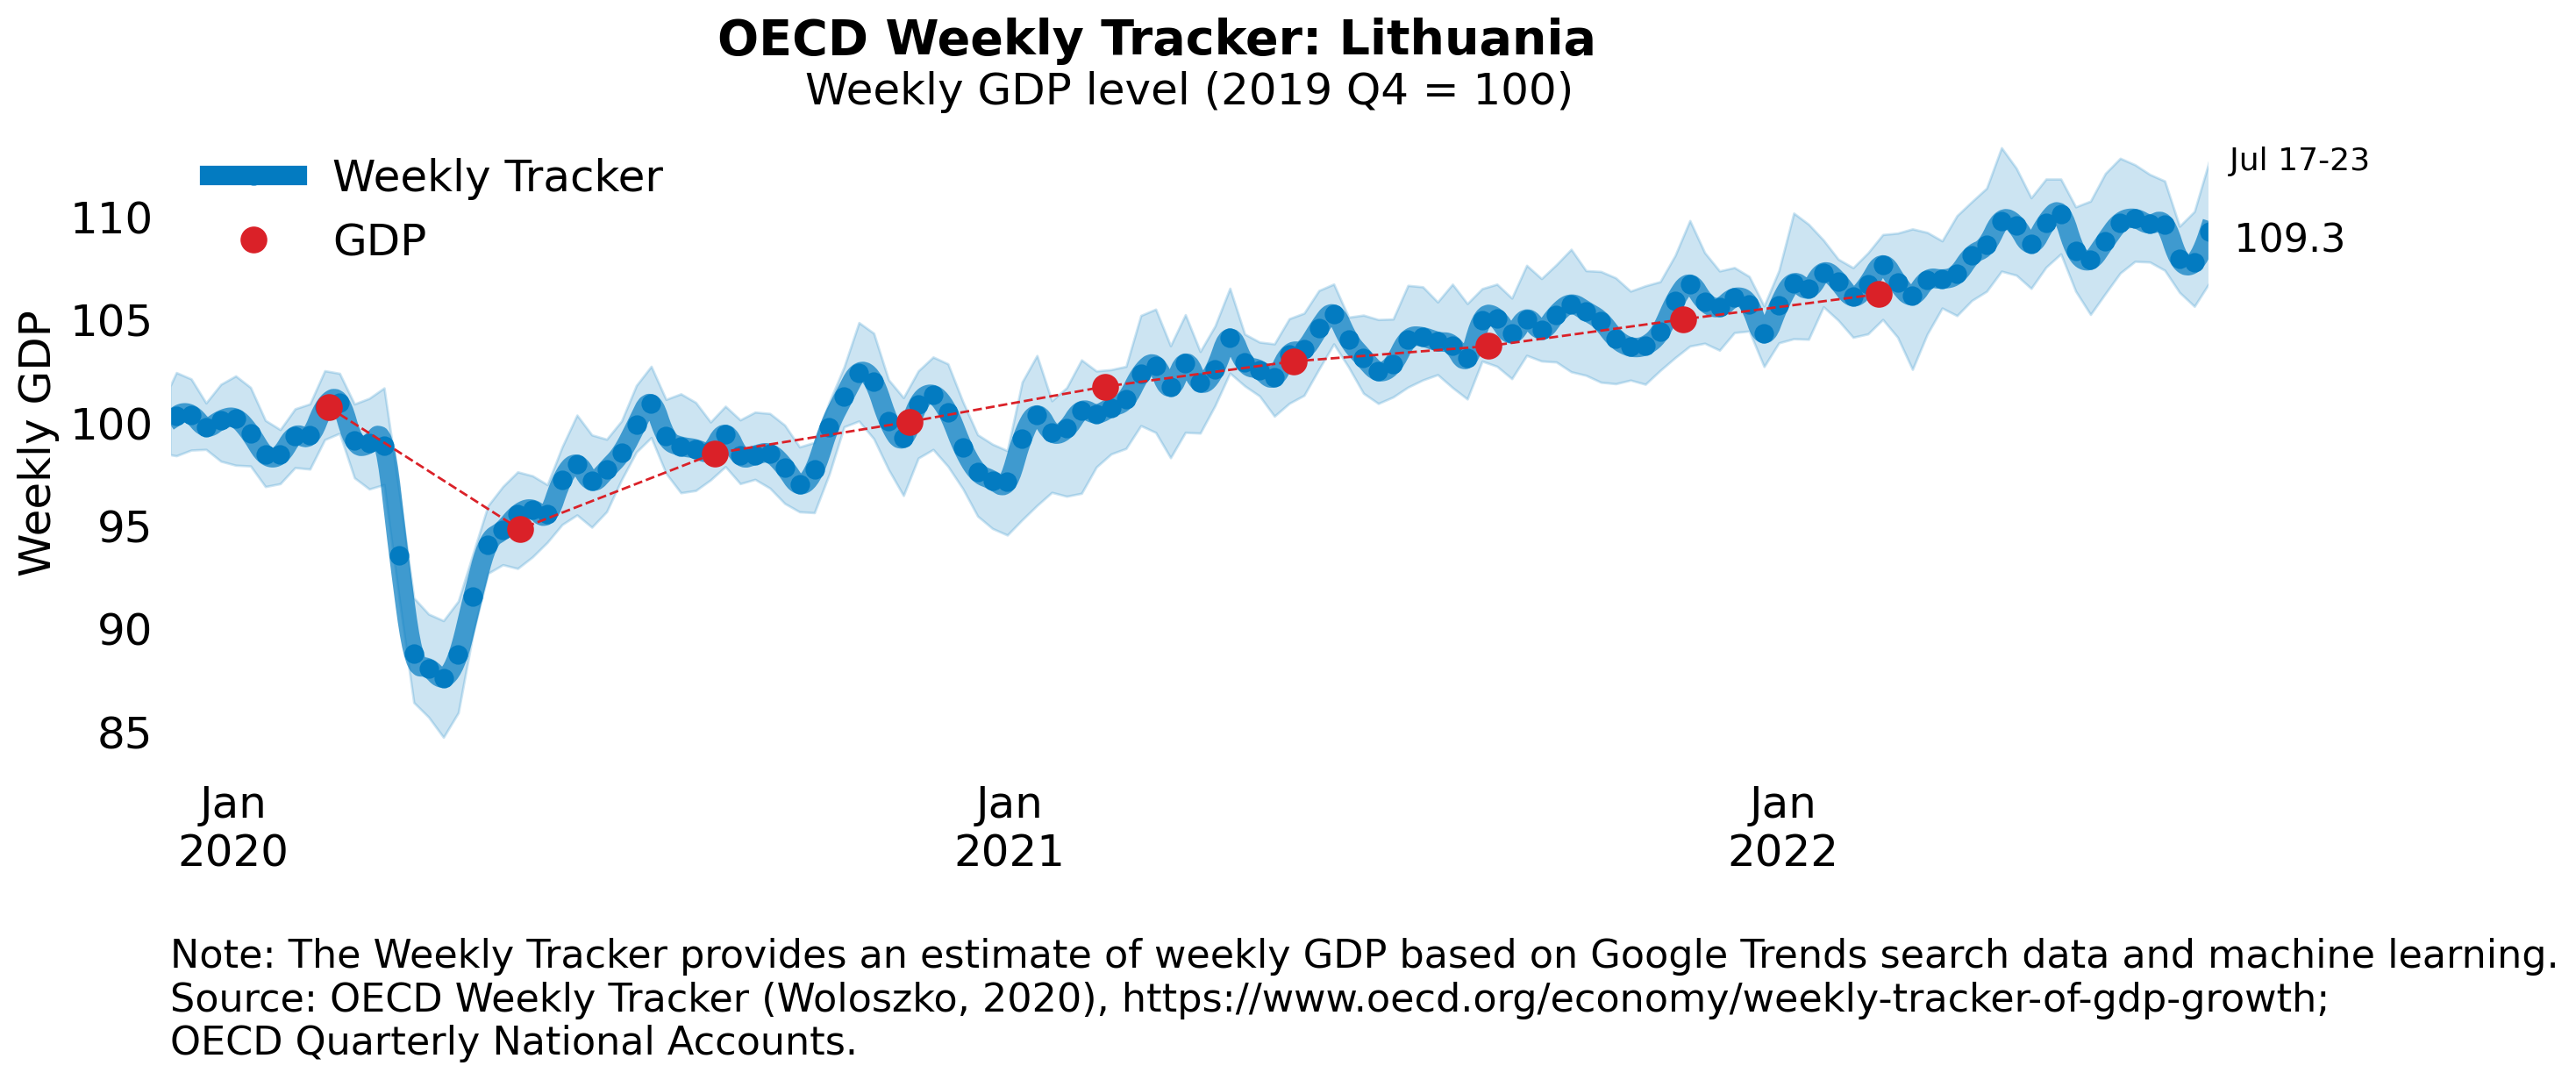 OECD Weekly Tracker: Lithuania
Weekly GDP level (2019 Q4 = 100)
Weekly Tracker
GDP
Jul 17-23
109.3
Weekly GDP
110
105
100
95
90
85
Jan
2020
Jan
2021
Jan
2022
Note: The Weekly Tracker provides an estimate of weekly GDP based on Google Trends search data and machine learning.
Source: OECD Weekly Tracker (Woloszko, 2020), https://www.oecd.org/economy/weekly-tracker-of-gdp-growth;
OECD Quarterly National Accounts.